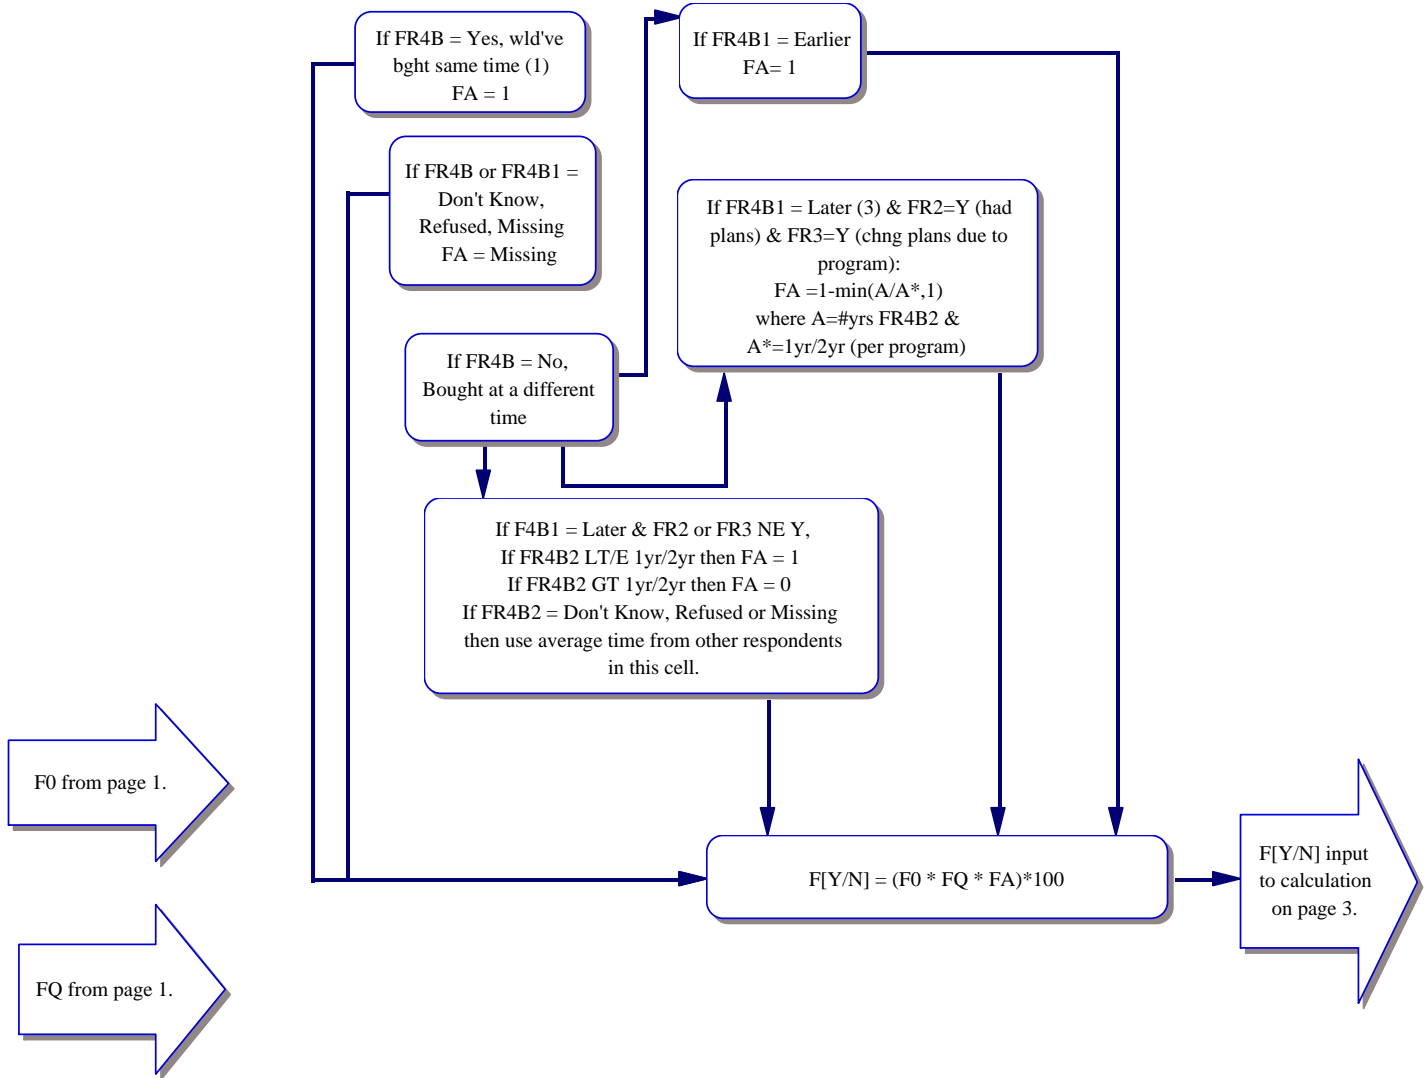 If FR4B = Yes, wld've
bght same time (1)
FA = 1
If FR4B1 = Earlier
FA= 1
If FR4B or FR4B1 =
Don't Know,
Refused, Missing
FA = Missing
If FR4B1 = Later (3) & FR2=Y (had
plans) & FR3=Y (chng plans due to
program):
FA =1-min(A/A*,1)
where A=#yrs FR4B2 &
A*=1yr/2yr (per program)
If FR4B = No,
Bought at a different
time
If F4B1 = Later & FR2 or FR3 NE Y,
If FR4B2 LT/E 1yr/2yr then FA = 1
If FR4B2 GT 1yr/2yr then FA = 0
If FR4B2 = Don't Know, Refused or Missing
then use average time from other respondents
in this cell.
F0 from page 1.
F[Y/N] = (F0 * FQ * FA)*100
F[Y/N] input
to calculation
on page 3.
FQ from page 1.